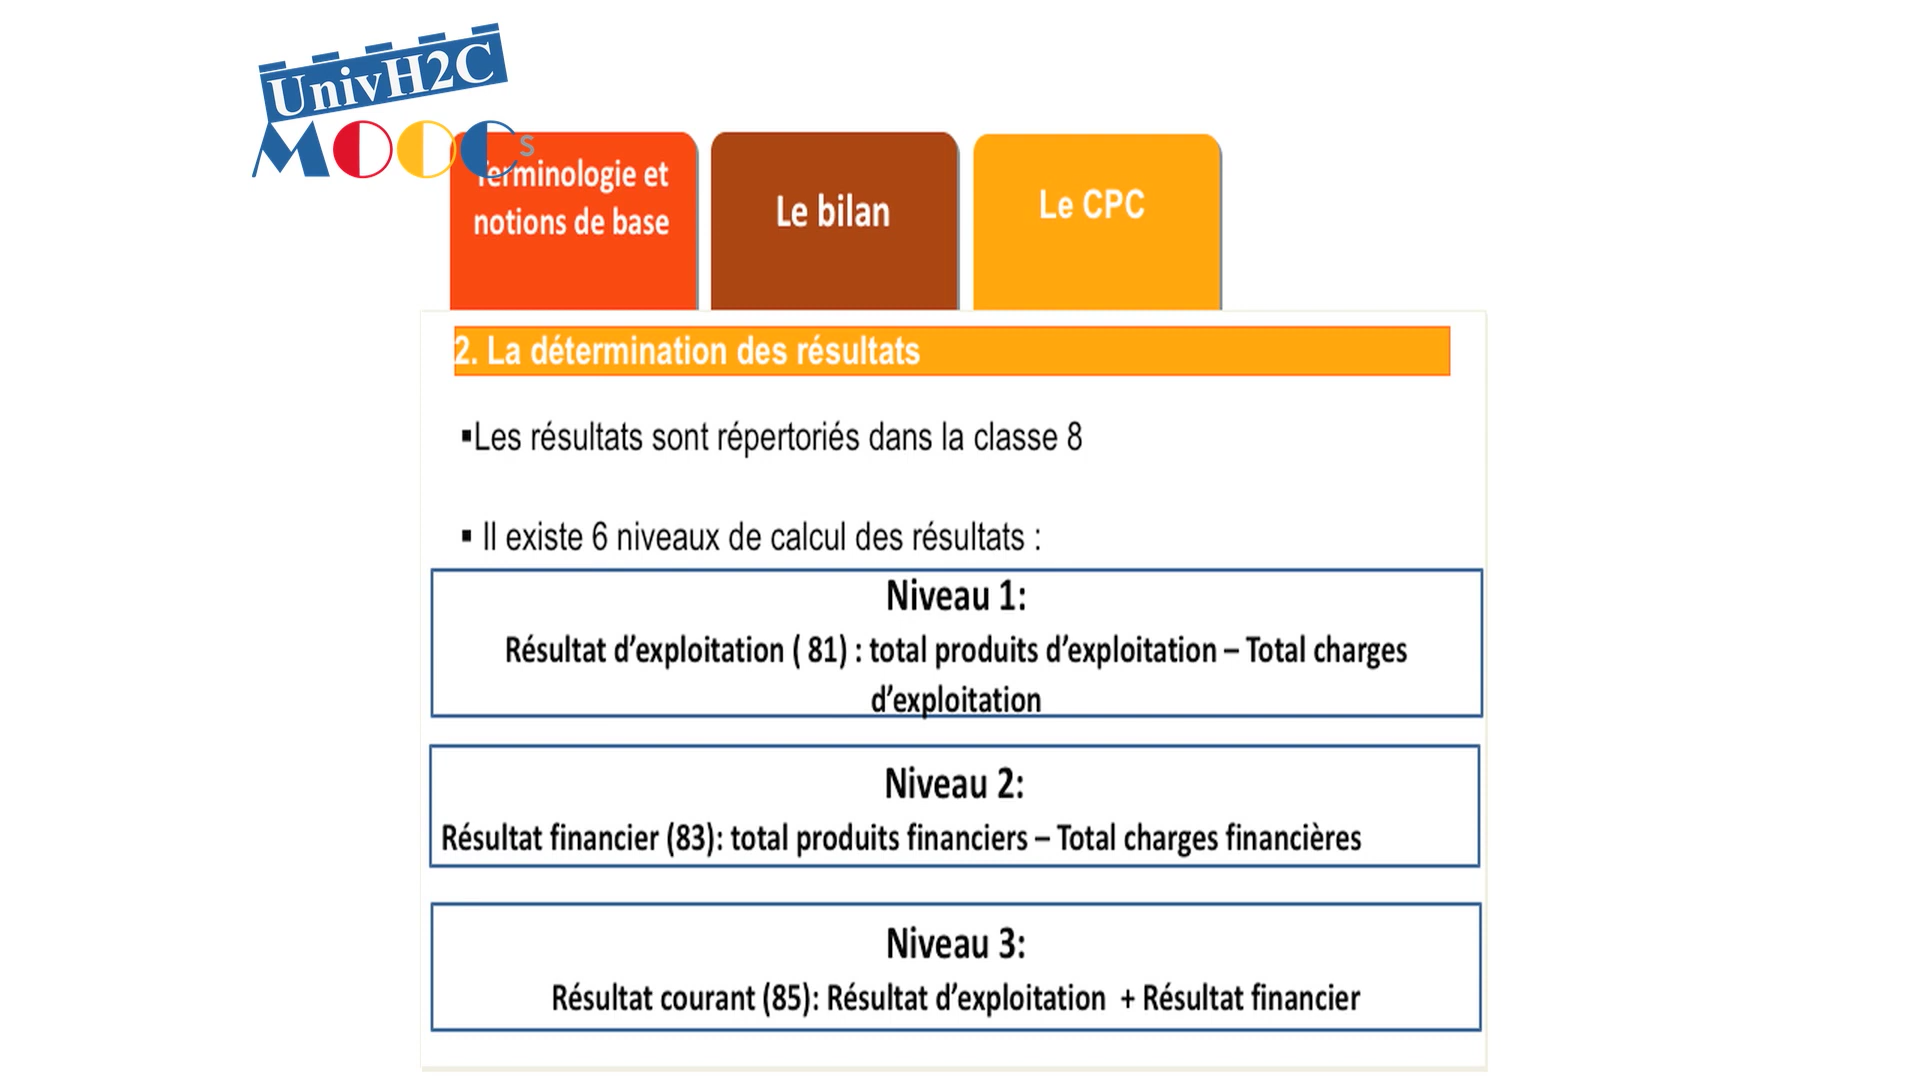 UnivH2C
MOOCs
Terminologie et
notions de base
Le bilan
Le CPC
2. La détermination des résultats
▪Les résultats sont répertoriés dans la classe 8
▪ Il existe 6 niveaux de calcul des résultats :
Niveau 1:
Résultat d’exploitation ( 81) : total produits d’exploitation – Total charges
d’exploitation
Niveau 2:
Résultat financier (83): total produits financiers – Total charges financières
Niveau 3:
Résultat courant (85): Résultat d’exploitation + Résultat financier